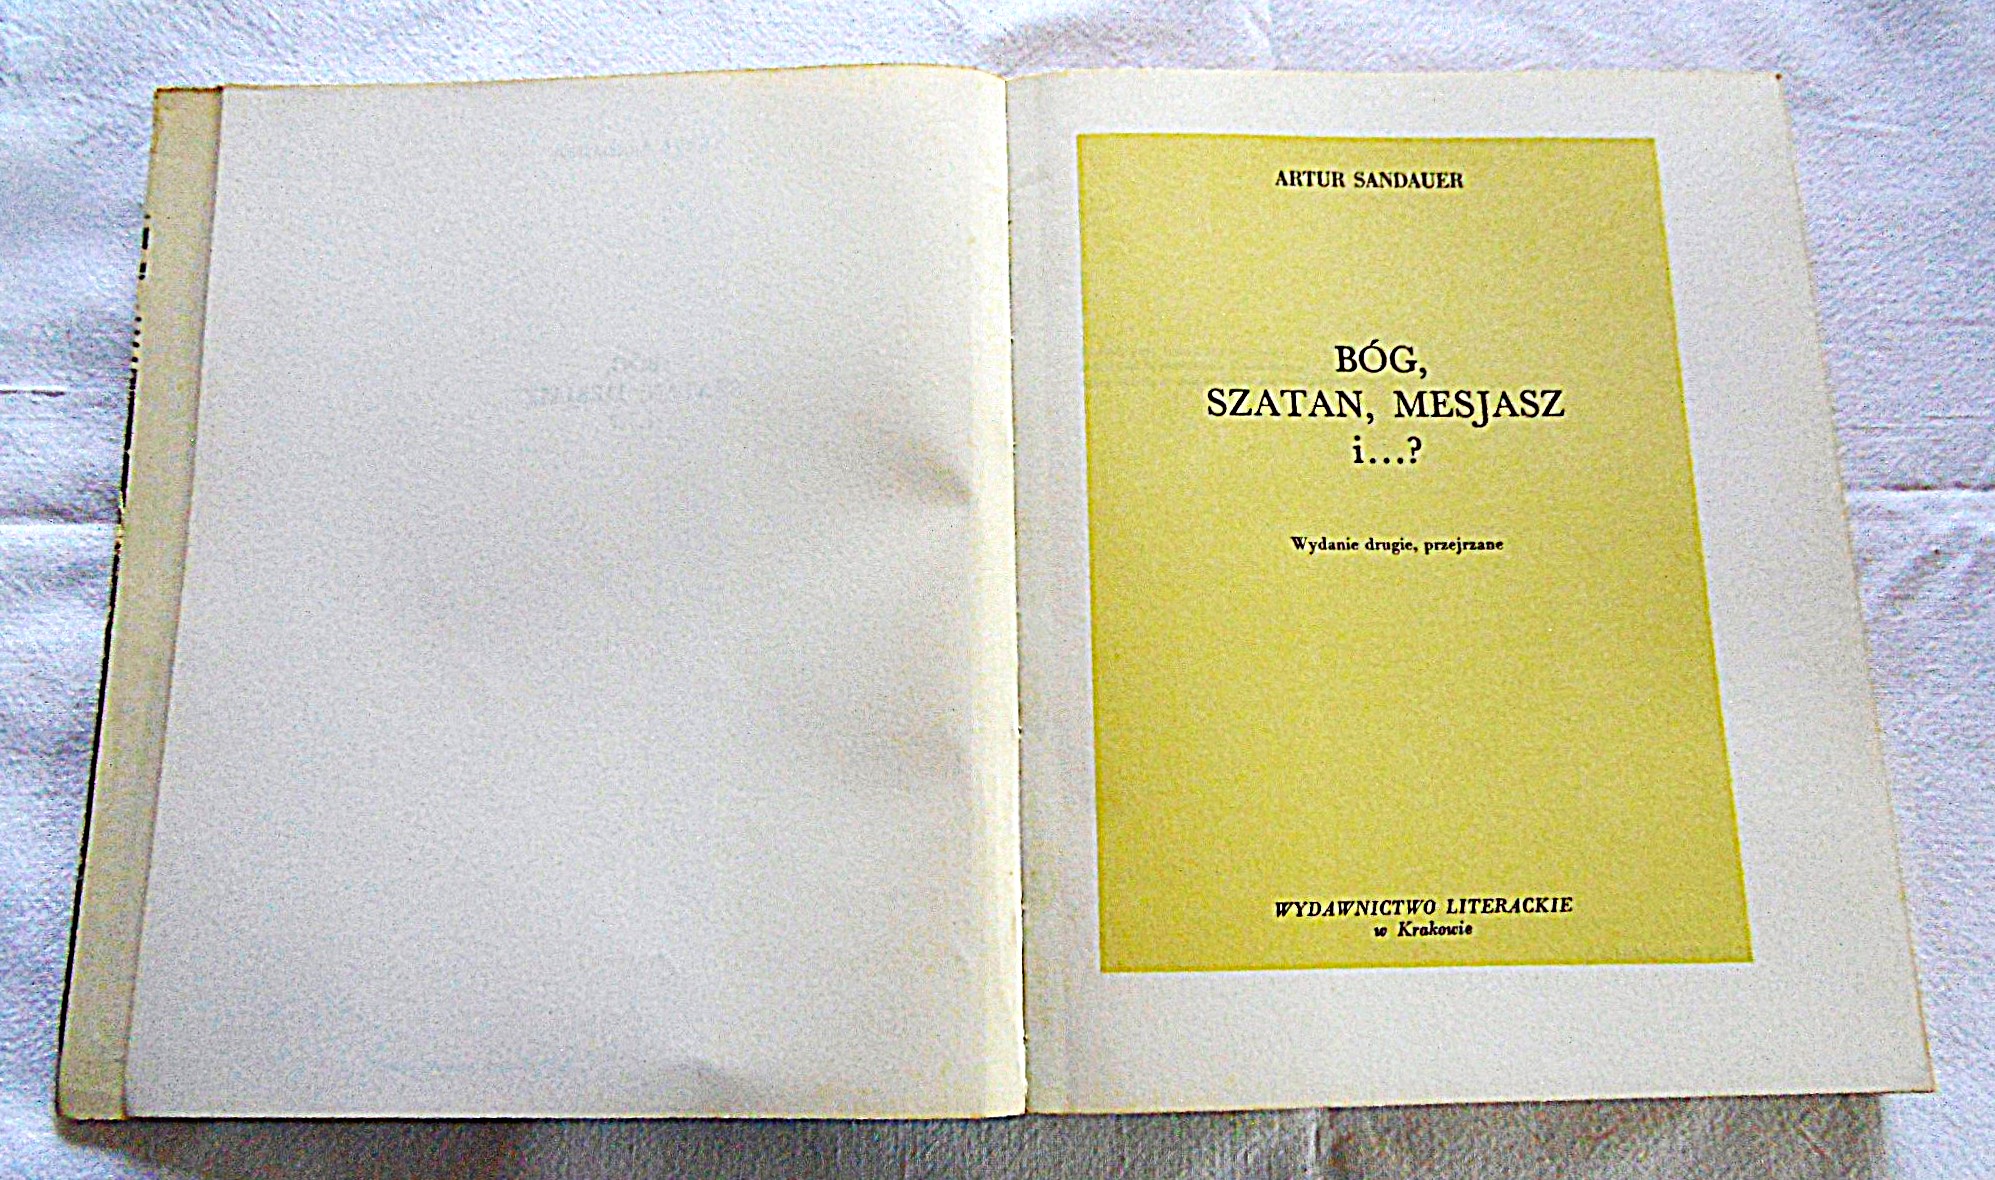 ARTUR SANDAUER
BÓG,
SZATAN, MESJASZ
i...?
Wydanie drugie, przejrzane
WYDAWNICTWO LITERACKIE
w Krakowie